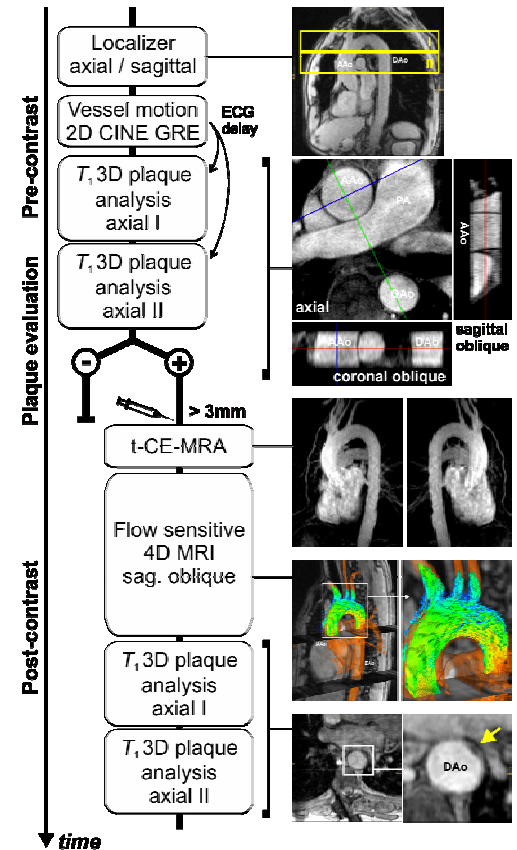 Localizer
axial / sagittal
Vessel motion
2D CINE GRE
ECG
delay
T1 3D plaque
analysis
axial I
T1 3D plaque
analysis
axial II
-
+
> 3mm
t-CE-MRA
Flow sensitive
4D MRI
sag. oblique
T1 3D plaque
analysis
axial I
T1 3D plaque
analysis
axial II
time
Pre-contrast
Plaque evaluation
Post-contrast
AAo
DAo
I
II
AAo
PA
DAo
axial
AAo
sagittal
oblique
AAo
DAo
coronal oblique
DAo
DAo